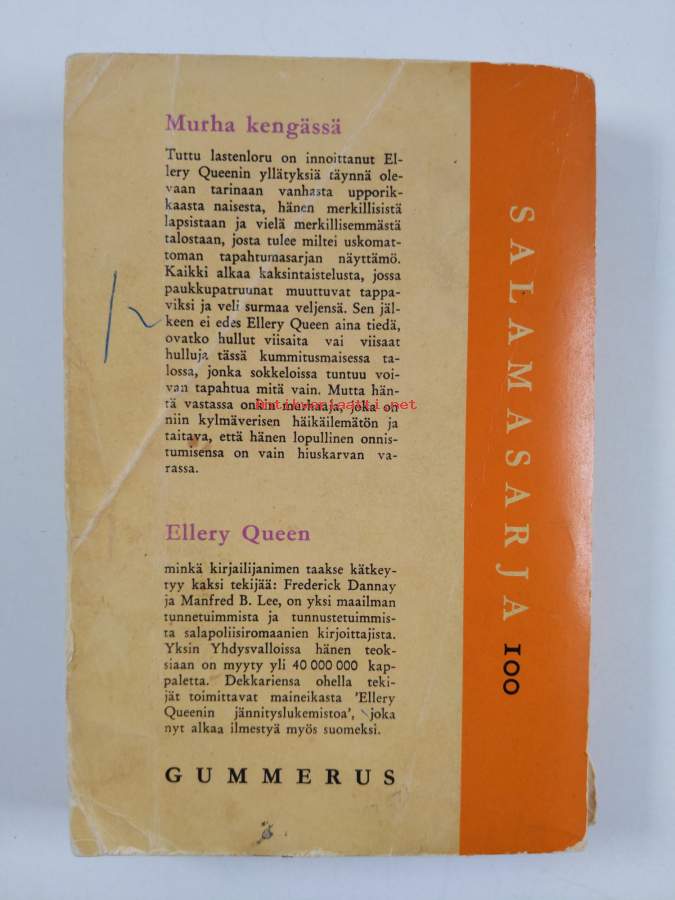 Murha kengässä
Tuttu lastenloru on innoittanut El-
lery Queenin yllätyksiä täynnä ole-
vaan tarinaan vanhasta upporik-
kaasta naisesta, hänen merkillisistä
lapsistaan ja vielä merkillisemmästä
talostaan, josta tulee miltei uskomat-
toman tapahtumasarjan näyttämö.
Kaikki alkaa kaksintaistelusta, jossa
paukkupatruunat muuttuvat tappa-
viksi ja veli surmaa veljensä. Sen jäl-
keen ei edes Ellery Queen aina tiedä,
ovatko hullut viisaita vai viisaat
hulluja tässä kummitusmaisessa ta-
lossa, jonka sokkeloissa tuntuu voi-
van tapahtua mitä vain. Mutta hän-
tä vastassa onkin murhaaja, joka on
niin kylmäverisen häikäilemätön ja
taitava, että hänen lopullinen onnis-
tumisensa on vain hiuskarvan va-
rassa.
Ellery Queen
minkä kirjailijanimen taakse kätkey-
tyy kaksi tekijää: Frederick Dannay
ja Manfred B. Lee, on yksi maailman
tunnetuimmista ja tunnustetuimmis-
ta salapoliisiromaanien kirjoittajista.
Yksin Yhdysvalloissa hänen teok-
siaan on myyty yli 40 000 000 kap-
paletta. Dekkariensa ohella teki-
jät toimittavat maineikasta 'Ellery
Queenin jännityslukemistoa', joka
nyt alkaa ilmestyä myös suomeksi.
GUMMERUS
SALAMASARJA 100
antikvariaatti.net